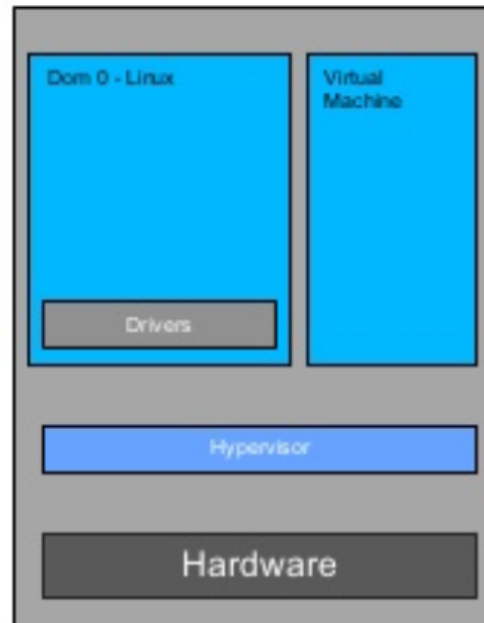 Dom 0 - Linux
Virtual
Machine
Drivers
Hypervisor
Hardware